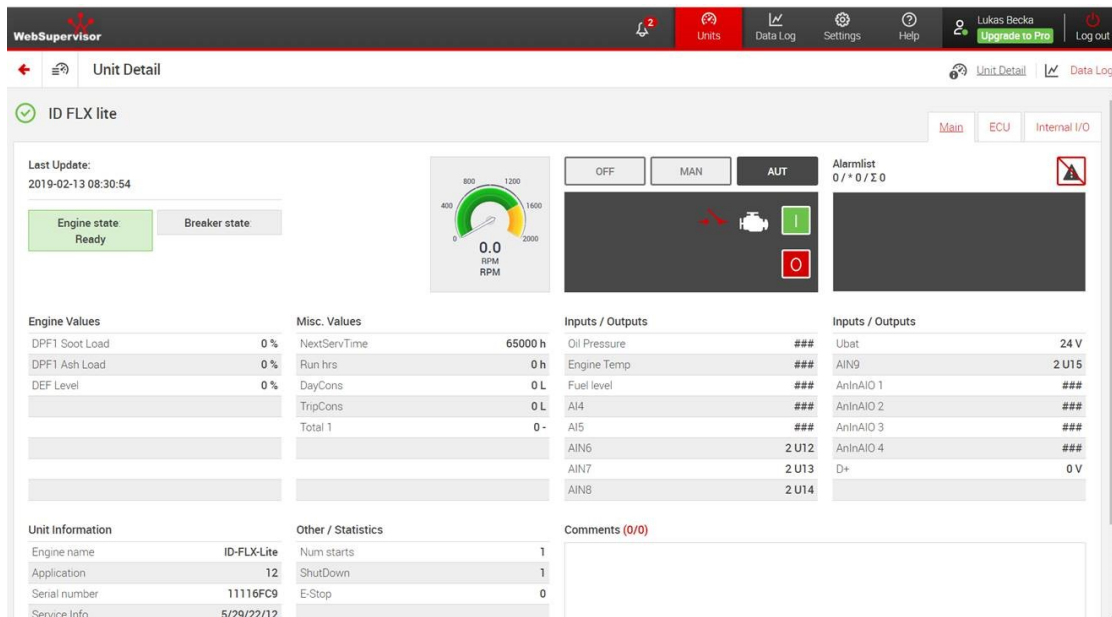 WebSupervisor
2
Units
Data Log
Settings
Help
Lukas Becka
Upgrade to Pro
Log out
Unit Detail
Unit Detail
Data Log
ID FLX lite
Main
ECU
Internal I/O
Last Update:
2019-02-13 08:30:54
Engine state:
Ready
Breaker state:
0
400
800
1200
1600
2000
0.0
RPM
RPM
OFF
MAN
AUT
I
O
Alarmlist
0 / * 0 / Σ 0
Engine Values
DPF1 Soot Load 0 %
DPF1 Ash Load 0 %
DEF Level 0 %
Misc. Values
NextServTime 65000 h
Run hrs 0 h
DayCons 0 L
TripCons 0 L
Total 1 0 -
Inputs / Outputs
Oil Pressure ###
Engine Temp ###
Fuel level ###
AI4 ###
AI5 ###
AIN6 2 U12
AIN7 2 U13
AIN8 2 U14
Inputs / Outputs
Ubat 24 V
AIN9 2 U15
AnInAIO 1 ###
AnInAIO 2 ###
AnInAIO 3 ###
AnInAIO 4 ###
D+ 0 V
Unit Information
Engine name ID-FLX-Lite
Application 12
Serial number 11116FC9
Service Info 5/29/22/12
Other / Statistics
Num starts 1
ShutDown 1
E-Stop 0
Comments (0/0)